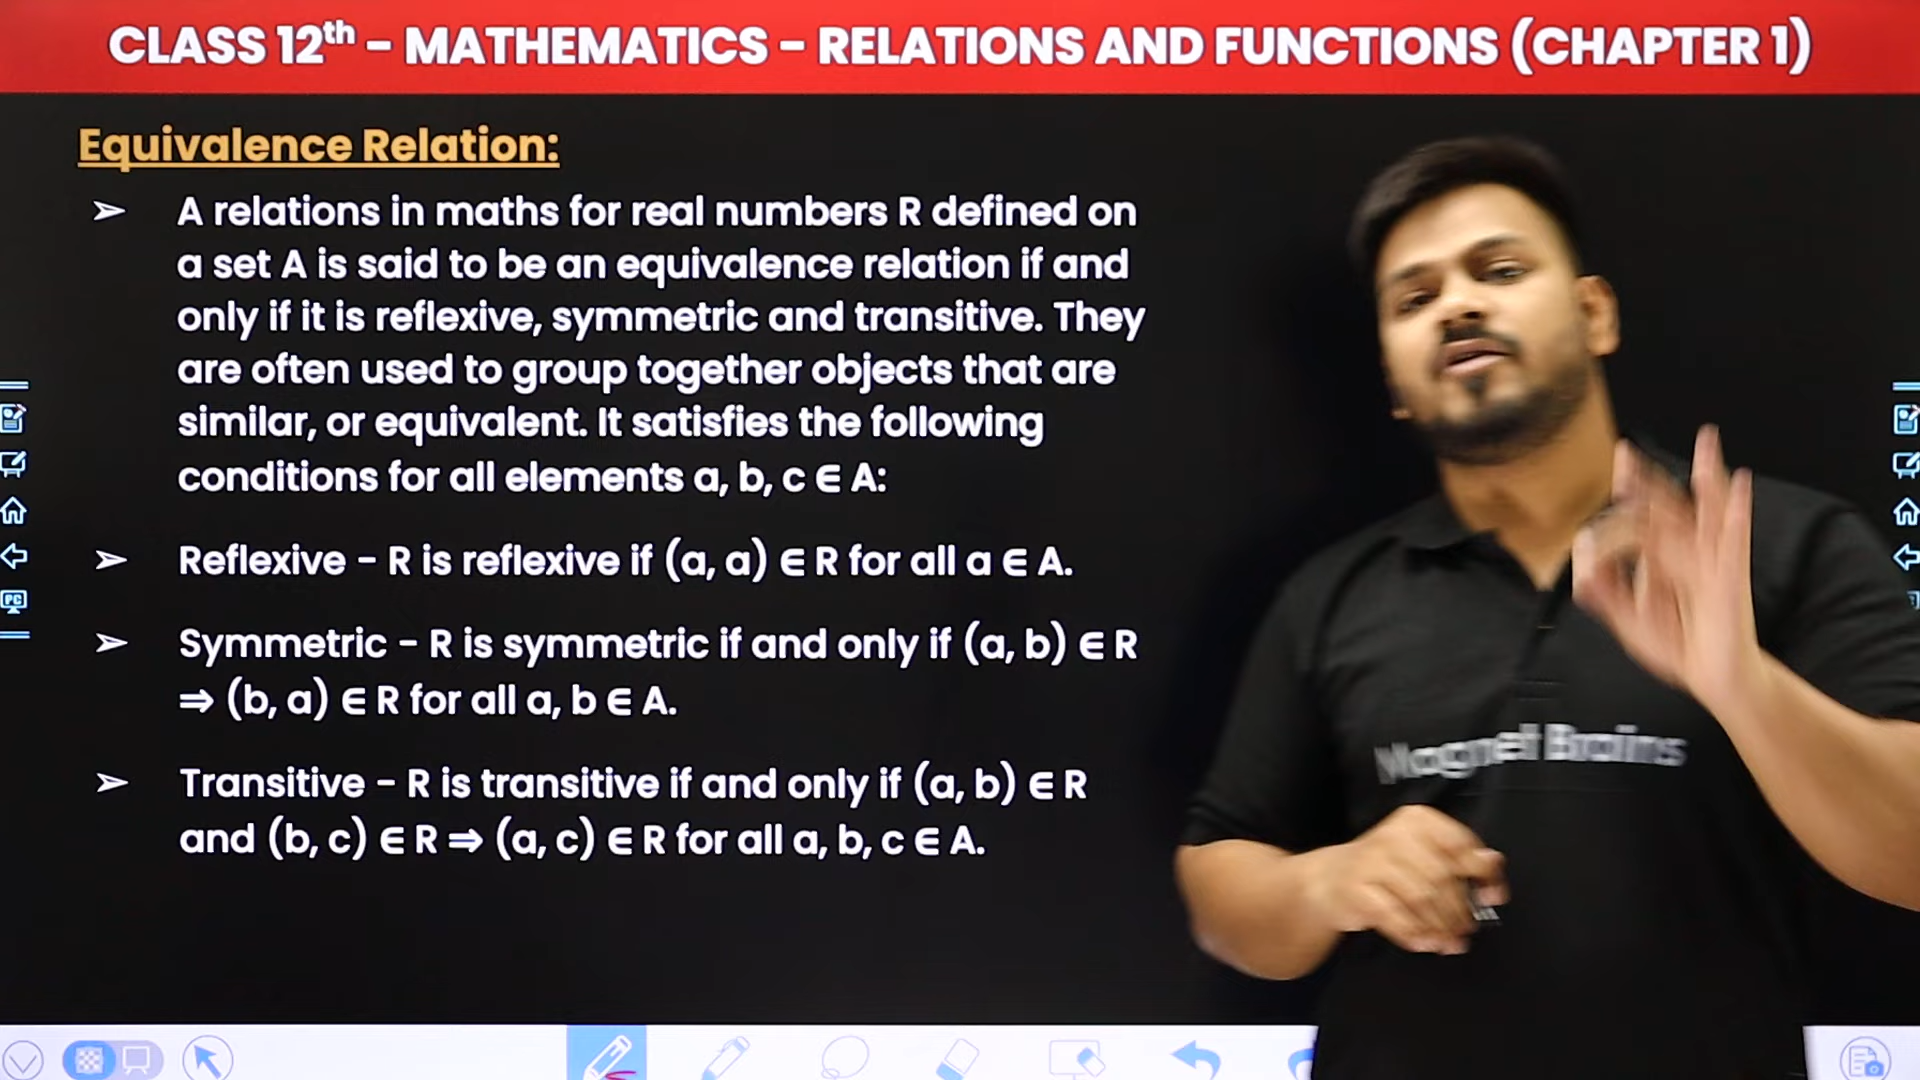 CLASS 12th - MATHEMATICS - RELATIONS AND FUNCTIONS (CHAPTER 1)
Equivalence Relation:
➢ A relations in maths for real numbers R defined on
a set A is said to be an equivalence relation if and
only if it is reflexive, symmetric and transitive. They
are often used to group together objects that are
similar, or equivalent. It satisfies the following
conditions for all elements a, b, c ∈ A:
➢ Reflexive - R is reflexive if (a, a) ∈ R for all a ∈ A.
➢ Symmetric - R is symmetric if and only if (a, b) ∈ R
⇒ (b, a) ∈ R for all a, b ∈ A.
➢ Transitive - R is transitive if and only if (a, b) ∈ R
and (b, c) ∈ R ⇒ (a, c) ∈ R for all a, b, c ∈ A.
Magnet Brains
PC